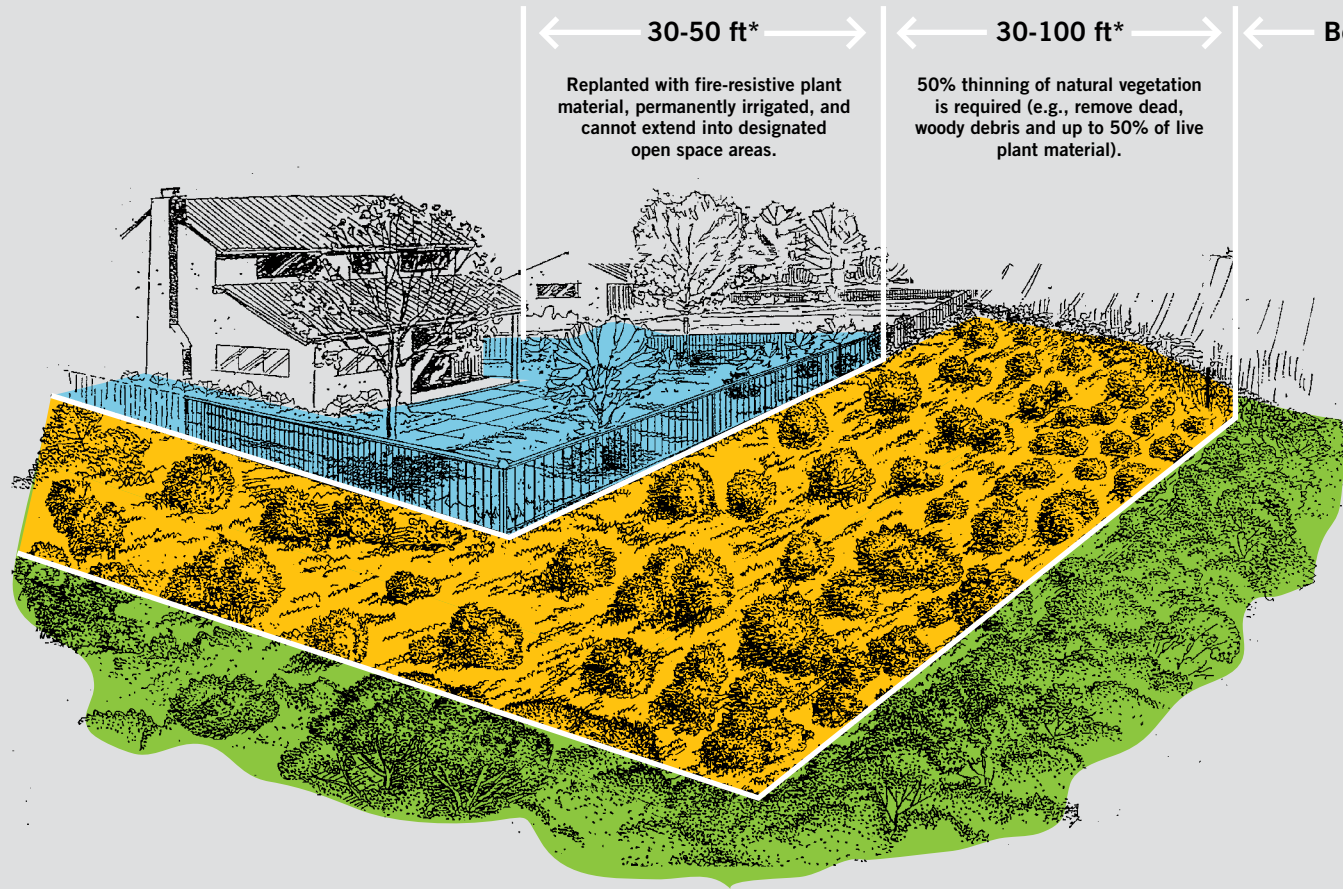 30-50 ft*
Replanted with fire-resistive plant
material, permanently irrigated, and
cannot extend into designated
open space areas.
30-100 ft*
50% thinning of natural vegetation
is required (e.g., remove dead,
woody debris and up to 50% of live
plant material).